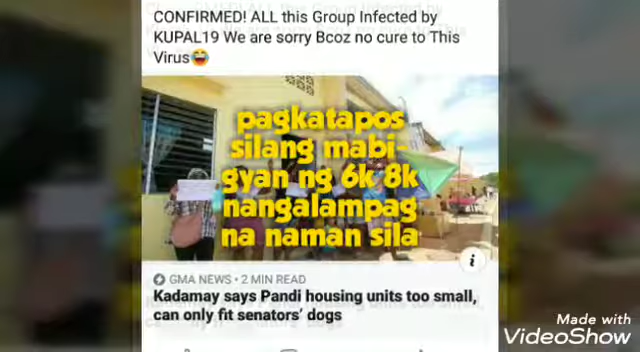 CONFIRMED! ALL this Group Infected by
KUPAL19 We are sorry Bcoz no cure to This
Virus😂
pagkatapos
silang mabi-
gyan ng 6k 8k
nangalampag
na naman sila
GMA NEWS • 2 MIN READ
Kadamay says Pandi housing units too small,
can only fit senators' dogs
Made with
VideoShow